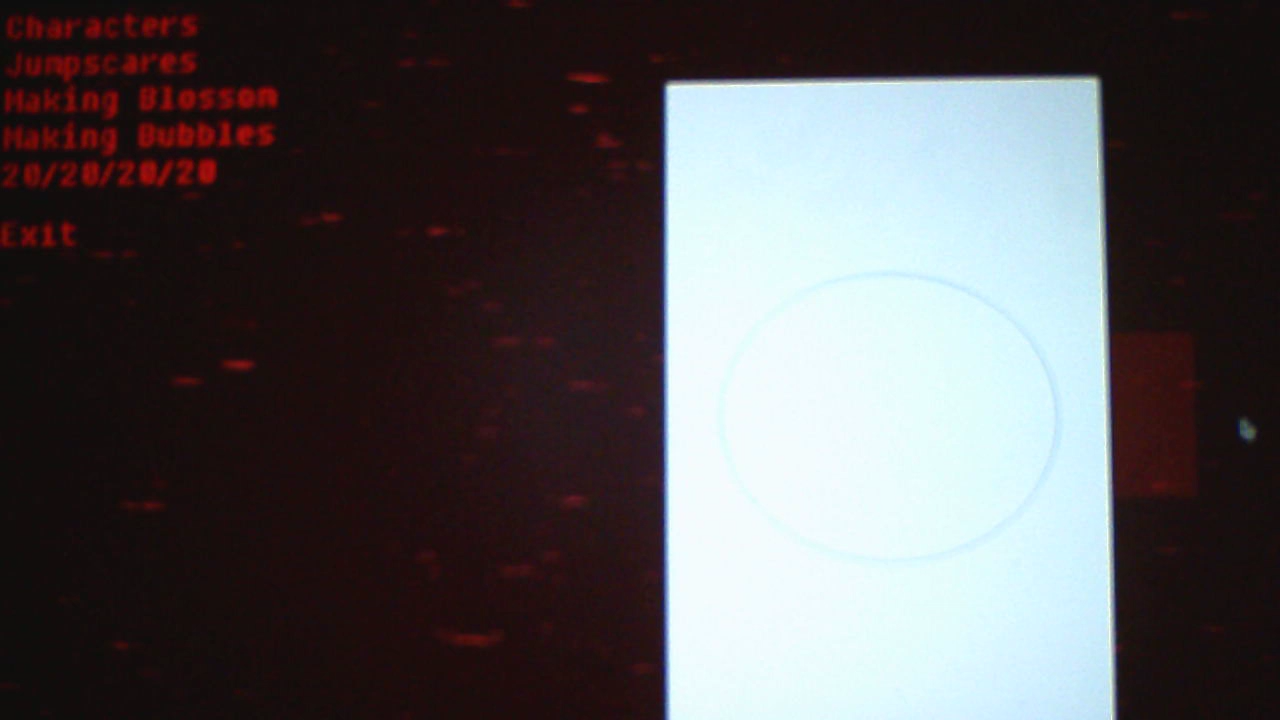 Characters
Jumpscares
Making Blossom
Making Bubbles
20/20/20/20
Exit